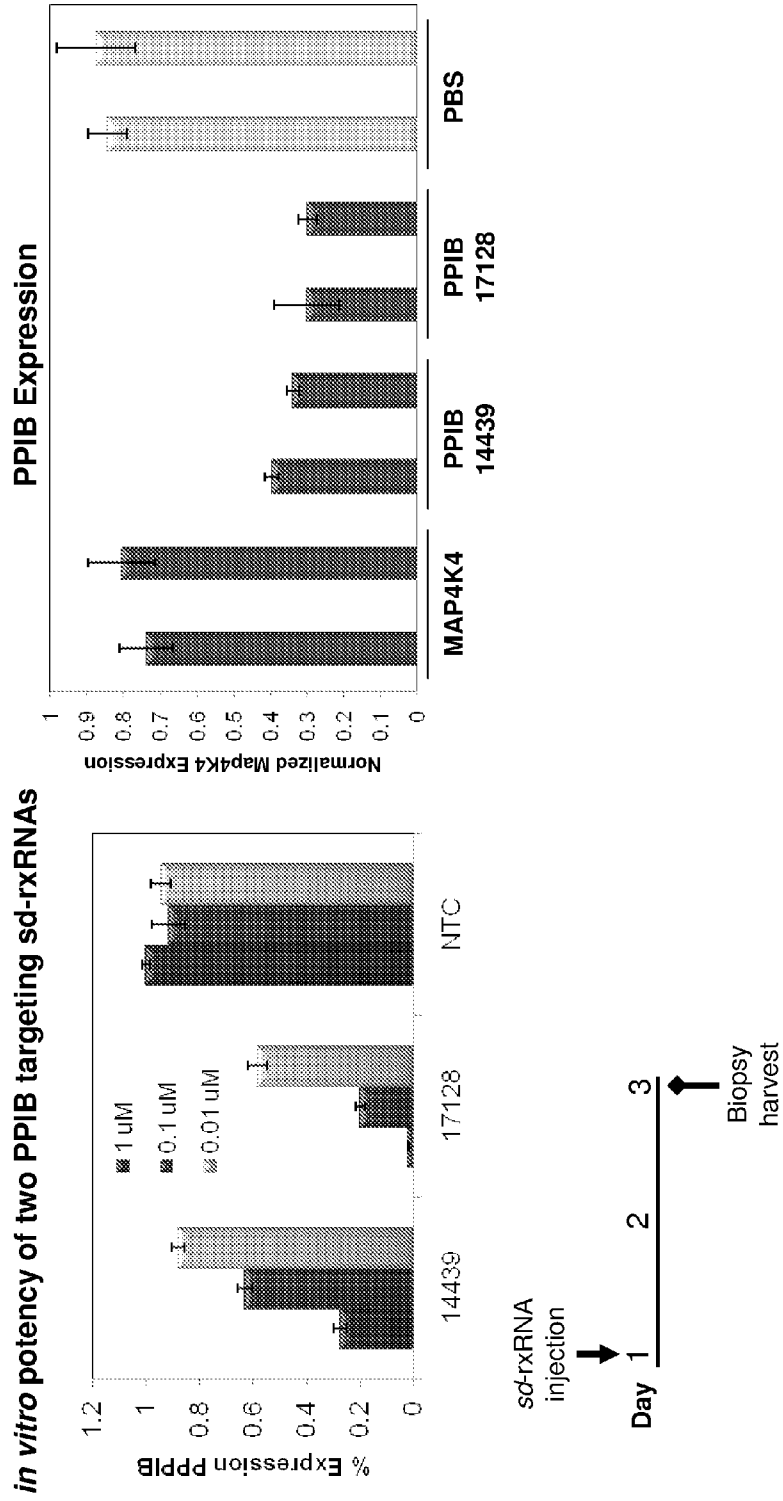 in vitro potency of two PPIB targeting sd-rxRNAs
% Expression PPPIB
1.2
1
0.8
0.6
0.4
0.2
0
1 uM
0.1 uM
0.01 uM
14439
17128
NTC
sd-rxRNA
injection
Day
1
2
3
Biopsy
harvest
PPIB Expression
Normalized Map4K4 Expression
1
0.9
0.8
0.7
0.6
0.5
0.4
0.3
0.2
0.1
0
MAP4K4
PPIB
14439
PPIB
17128
PBS